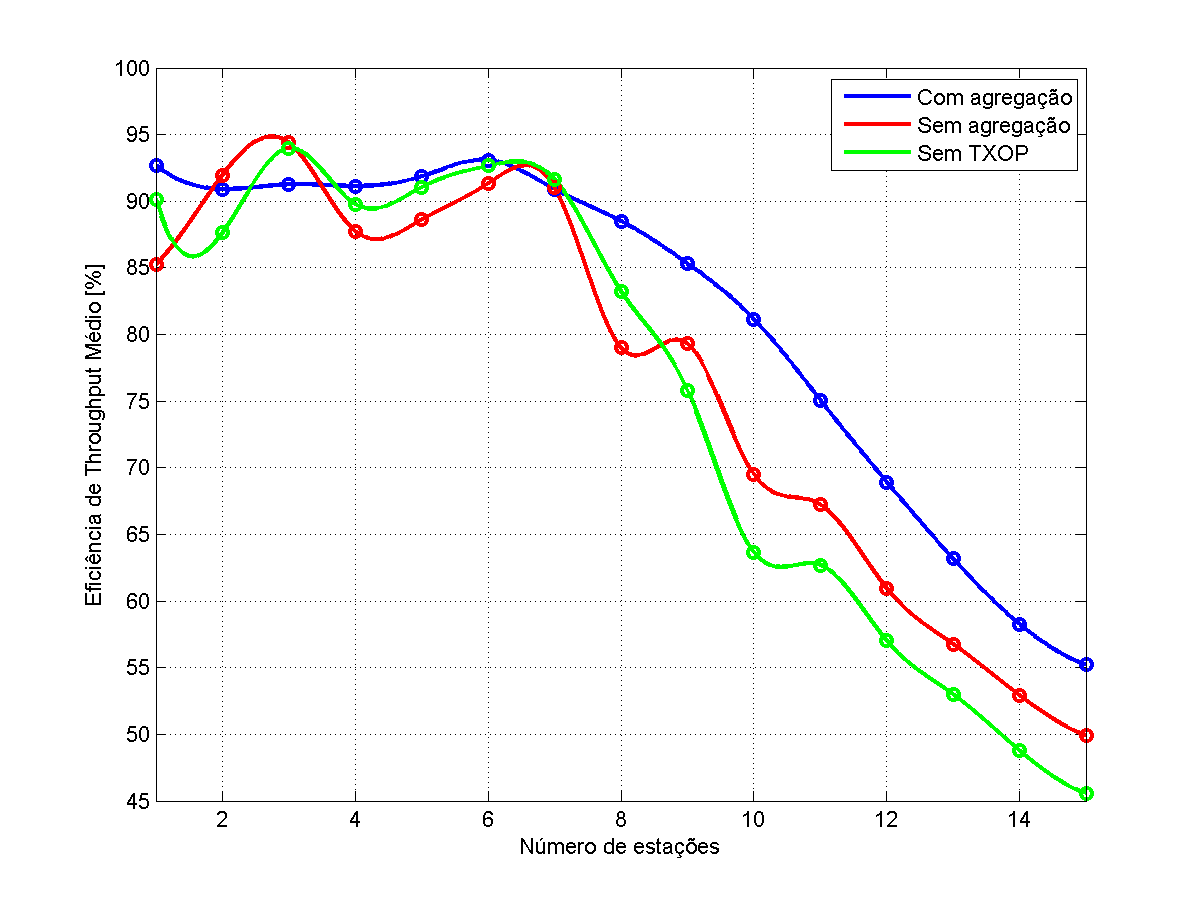 100
95
90
85
80
75
70
65
60
55
50
45
Eficiência de Throughput Médio [%]
Com agregação
Sem agregação
Sem TXOP
2 4 6 8 10 12 14
Número de estações